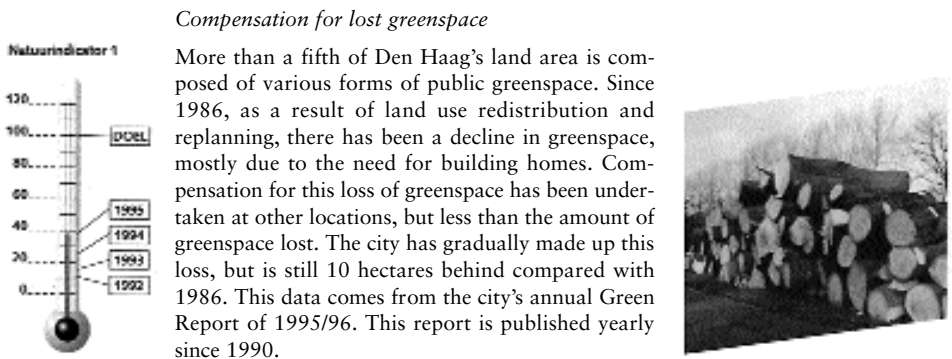 Compensation for lost greenspace
Natuurindicator 1
120
100
DOEL
80
60
1995
40
1994
20
1993
1992
0
More than a fifth of Den Haag's land area is com-
posed of various forms of public greenspace. Since
1986, as a result of land use redistribution and
replanning, there has been a decline in greenspace,
mostly due to the need for building homes. Com-
pensation for this loss of greenspace has been under-
taken at other locations, but less than the amount of
greenspace lost. The city has gradually made up this
loss, but is still 10 hectares behind compared with
1986. This data comes from the city's annual Green
Report of 1995/96. This report is published yearly
since 1990.